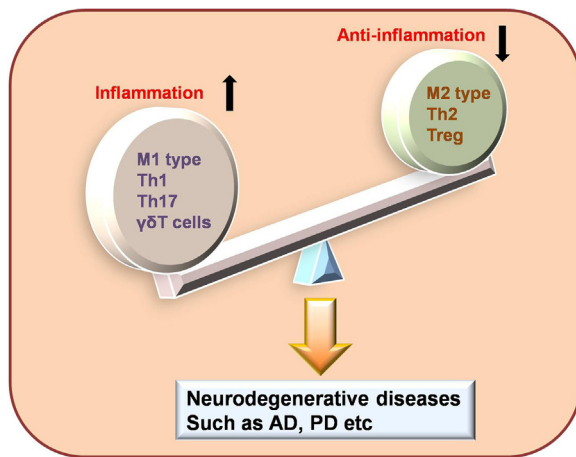 Anti-inflammation
Inflammation
M2 type
Th2
Treg
M1 type
Th1
Th17
γδT cells
Neurodegenerative diseases
Such as AD, PD etc